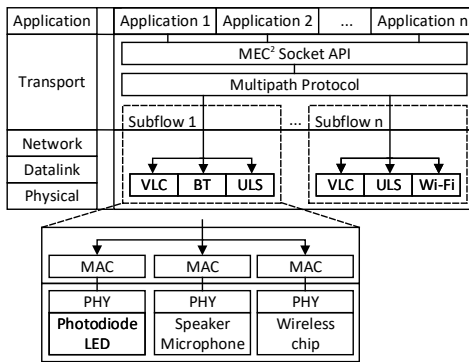 Application
Application 1
Application 2
...
Application n
Transport
MEC² Socket API
Multipath Protocol
Subflow 1
...
Subflow n
Network
Datalink
Physical
VLC
BT
ULS
VLC
ULS
Wi-Fi
MAC
MAC
MAC
PHY
PHY
PHY
Photodiode
LED
Speaker
Microphone
Wireless
chip